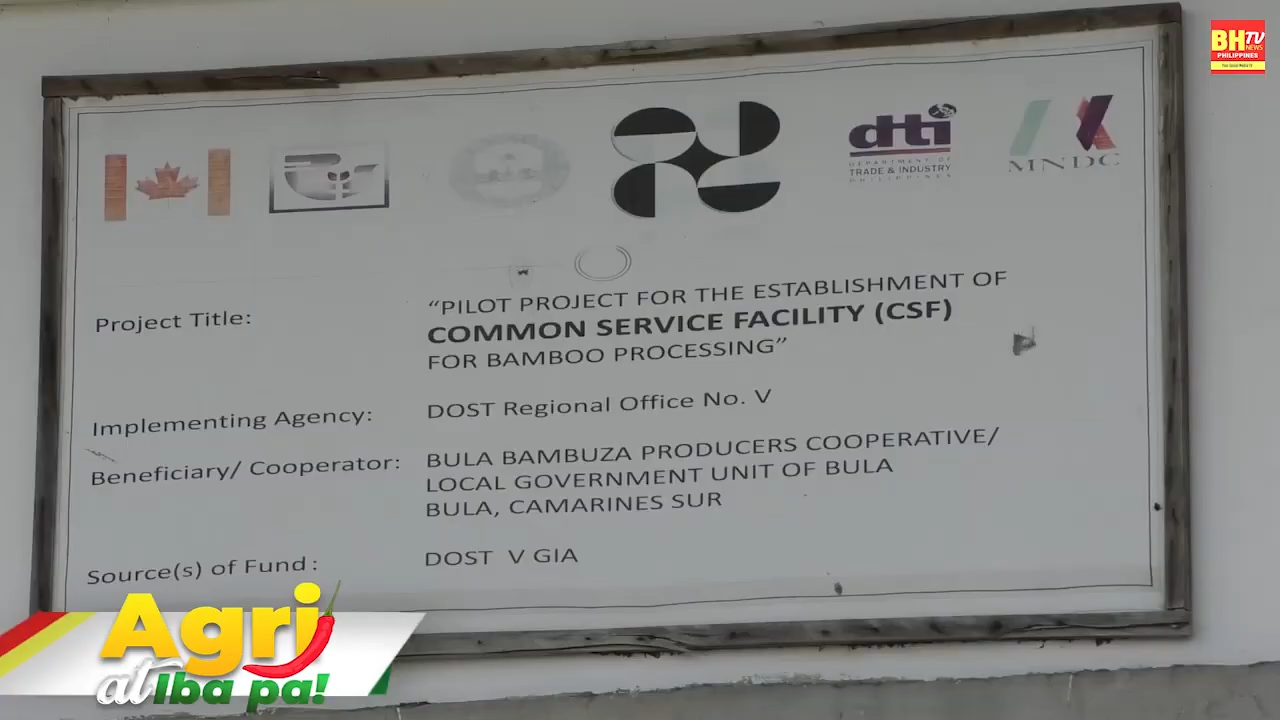 BHTV
NEWS
PHILIPPINES
dti
DEPARTMENT OF
TRADE & INDUSTRY
PHILIPPINES
MNDC
Project Title:
“PILOT PROJECT FOR THE ESTABLISHMENT OF
COMMON SERVICE FACILITY (CSF)
FOR BAMBOO PROCESSING”
Implementing Agency:
DOST Regional Office No. V
Beneficiary/ Cooperator:
BULA BAMBUZA PRODUCERS COOPERATIVE/
LOCAL GOVERNMENT UNIT OF BULA
BULA, CAMARINES SUR
Source(s) of Fund :
DOST V GIA
Agri
at Iba pa!